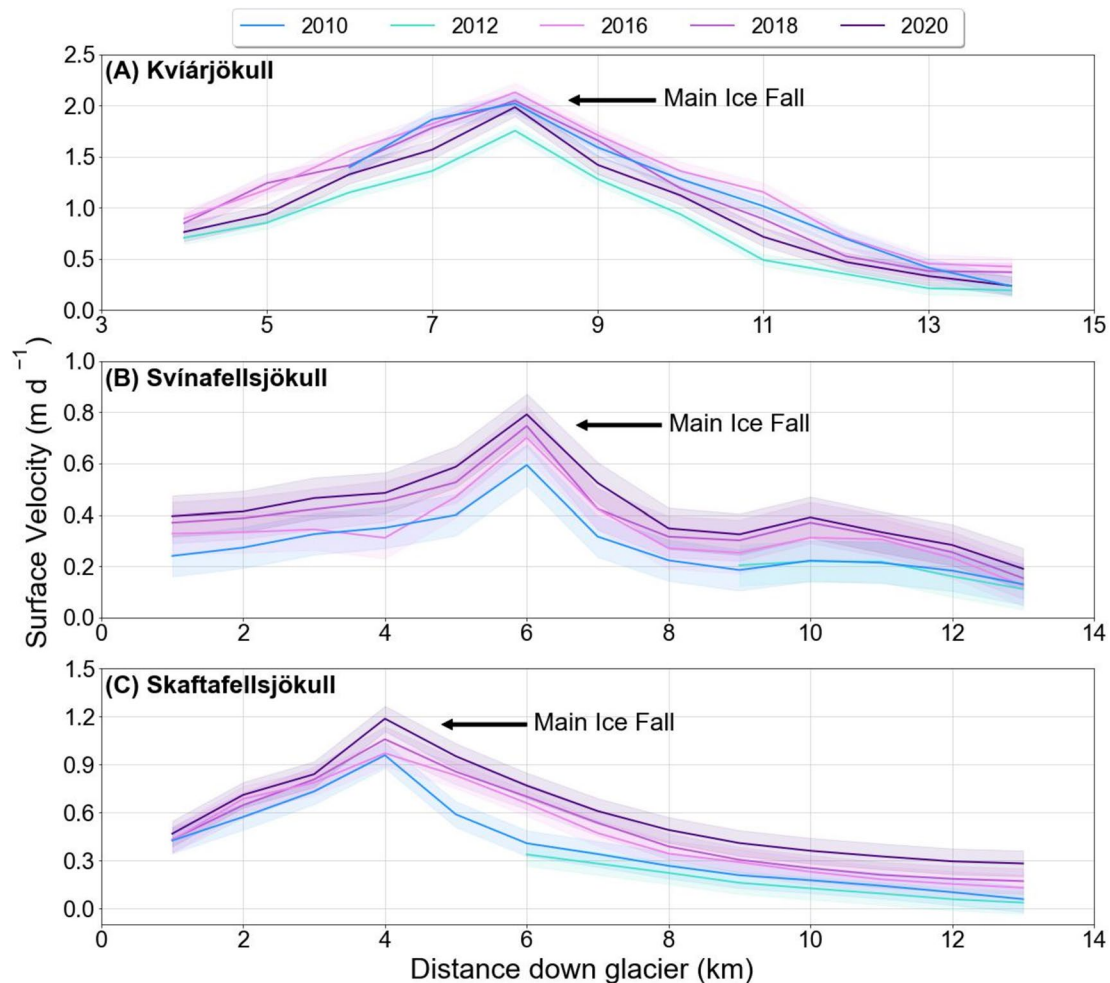 2010 2012 2016 2018 2020
(A) Kvíárjökull
Main Ice Fall
2.5
2.0
1.5
1.0
0.5
0.0
3 5 7 9 11 13 15
(B) Svínafellsjökull
Main Ice Fall
1.0
0.8
0.6
0.4
0.2
0.0
0 2 4 6 8 10 12 14
(C) Skaftafellsjökull
Main Ice Fall
1.5
1.2
0.9
0.6
0.3
0.0
0 2 4 6 8 10 12 14
Surface Velocity (m d⁻¹)
Distance down glacier (km)